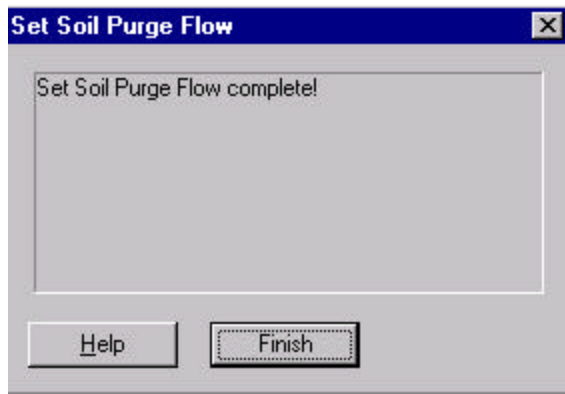 Set Soil Purge Flow
Set Soil Purge Flow complete!
Help
Finish